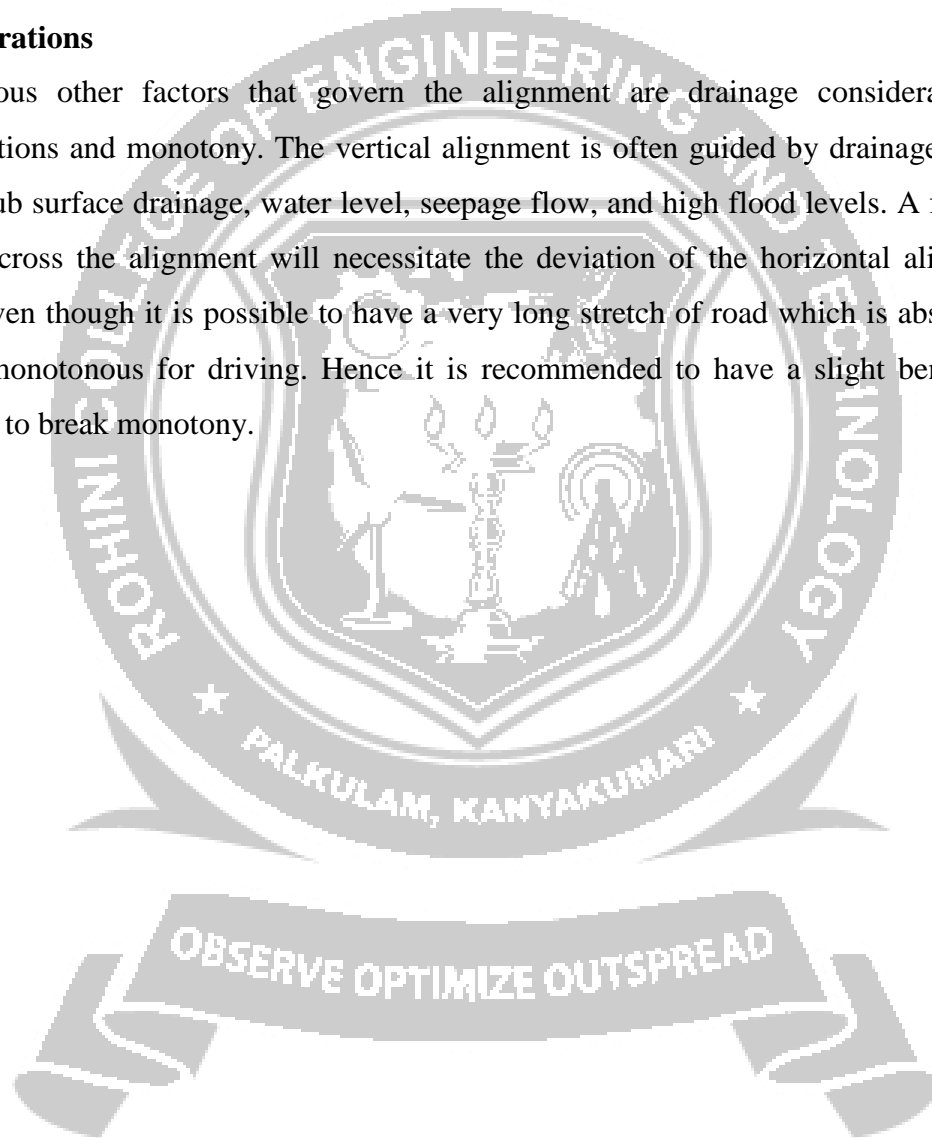 rations
ous other factors that govern the alignment are drainage considera
tions and monotony. The vertical alignment is often guided by drainage
ub surface drainage, water level, seepage flow, and high flood levels. A
cross the alignment will necessitate the deviation of the horizontal ali
ven though it is possible to have a very long stretch of road which is abs
monotonous for driving. Hence it is recommended to have a slight ben
to break monotony.
ROHINI COLLEGE OF ENGINEERING AND TECHNOLOGY
PALKULAM, KANYAKUMARI
OBSERVE OPTIMIZE OUTSPREAD